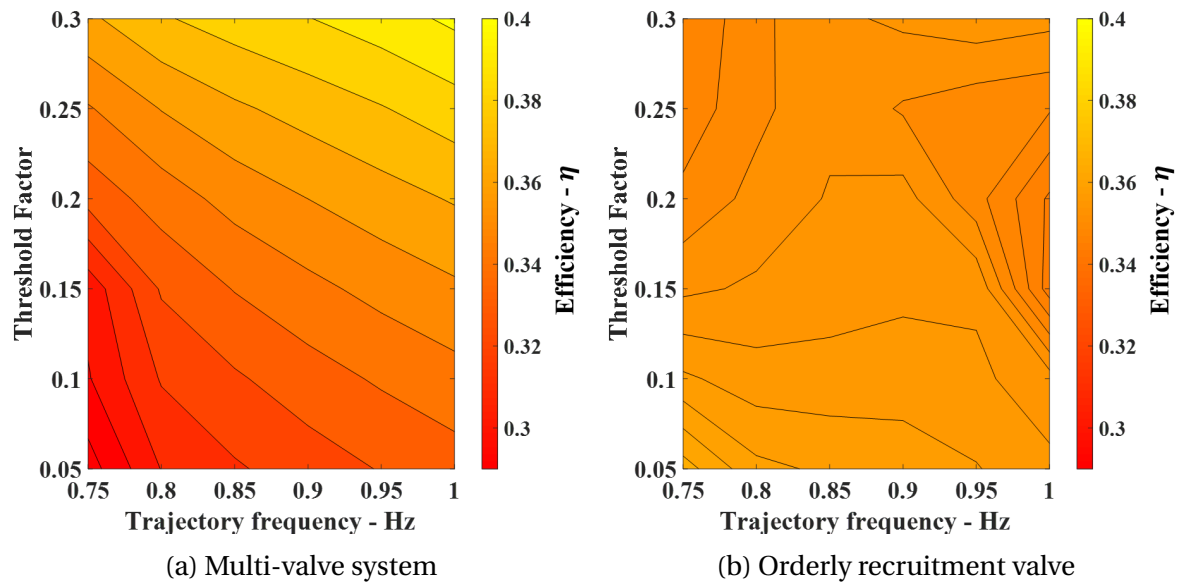 0.3
0.25
0.2
0.15
0.1
0.05
Threshold Factor
0.75 0.8 0.85 0.9 0.95 1
Trajectory frequency - Hz
0.4
0.38
0.36
0.34
0.32
0.3
Efficiency - η
(a) Multi-valve system
0.3
0.25
0.2
0.15
0.1
0.05
Threshold Factor
0.75 0.8 0.85 0.9 0.95 1
Trajectory frequency - Hz
0.4
0.38
0.36
0.34
0.32
0.3
Efficiency - η
(b) Orderly recruitment valve